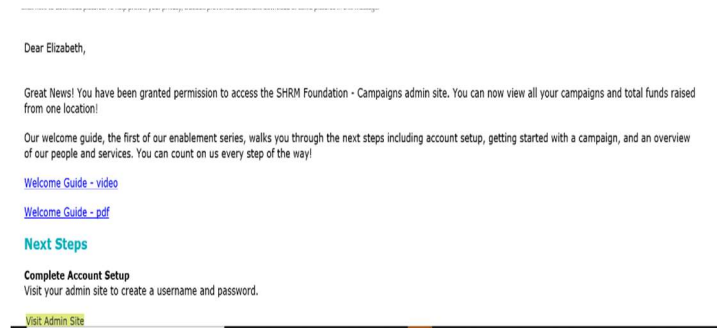 Dear Elizabeth,
Great News! You have been granted permission to access the SHRM Foundation - Campaigns admin site. You can now view all your campaigns and total funds raised
from one location!
Our welcome guide, the first of our enablement series, walks you through the next steps including account setup, getting started with a campaign, and an overview
of our people and services. You can count on us every step of the way!
Welcome Guide - video
Welcome Guide - pdf
Next Steps
Complete Account Setup
Visit your admin site to create a username and password.
Visit Admin Site